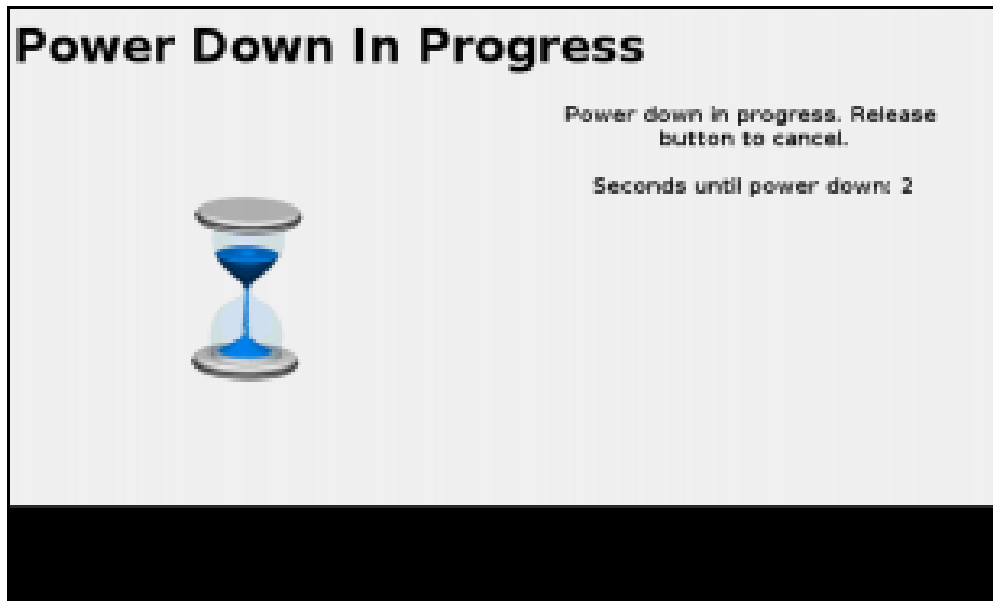 Power Down In Progress
Power down in progress. Release
button to cancel.
Seconds until power down: 2